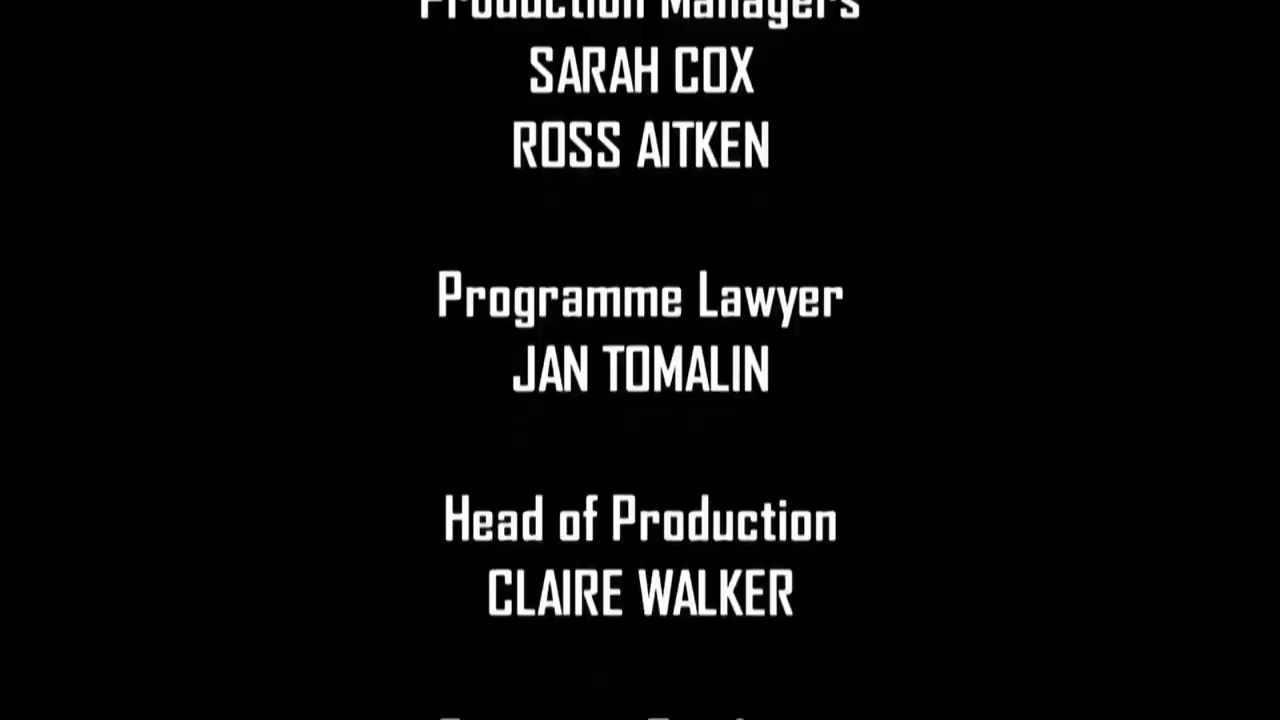 Production Managers
SARAH COX
ROSS AITKEN
Programme Lawyer
JAN TOMALIN
Head of Production
CLAIRE WALKER